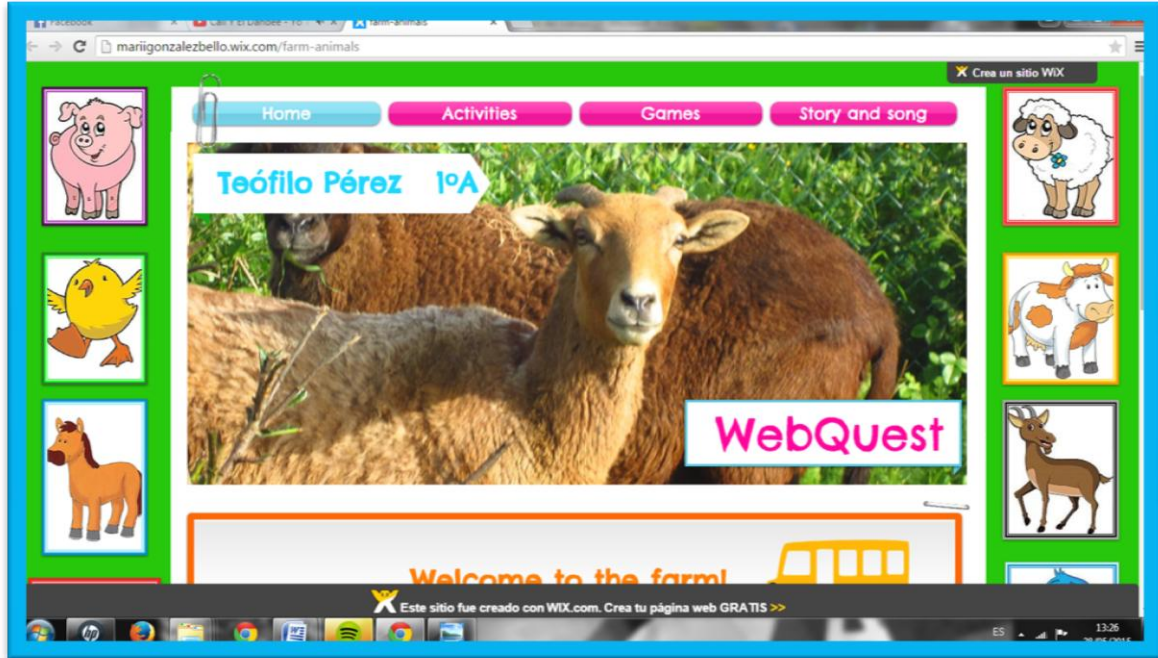 Facebook
farm-animals
mariigonzalezbello.wix.com/farm-animals
Crea un sitio WiX
Home
Activities
Games
Story and song
Teófilo Pérez 1ºA
WebQuest
Welcome to the farm!
Este sitio fue creado con WIX.com. Crea tu página web GRATIS >>
hp
W
ES
13:26